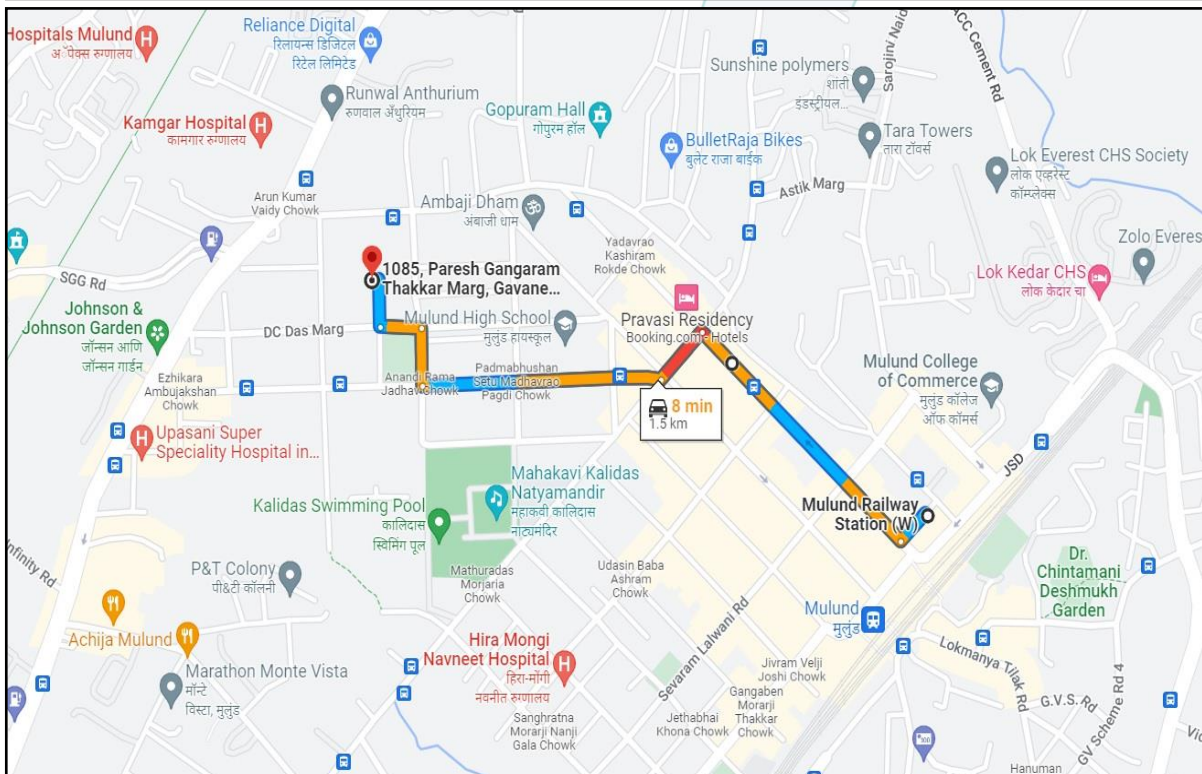 Hospitals Mulund
अ‍ॅपेक्स रुग्णालय
Reliance Digital
रिलायन्स डिजिटल
रिटेल लिमिटेड
Runwal Anthurium
रुणवाल अँथुरियम
Kamgar Hospital
कामगार रुग्णालय
Gopuram Hall
गोपुरम हॉल
Sunshine polymers
शांती
इंडस्ट्रीयल...
Sarojini Naid
ACC Cement Rd
BulletRaja Bikes
बुलेट राजा बाईक
Tara Towers
तारा टॉवर्स
Lok Everest CHS Society
लोक एव्हरेस्ट
कॉम्प्लेक्स
Astik Marg
Arun Kumar
Vaidy Chowk
Ambaji Dham
अंबाजी धाम
Yadavrao
Kashiram
Rokde Chowk
Zolo Everes
Lok Kedar CHS
लोक केदार चा
SGG Rd
1085, Paresh Gangaram
Thakkar Marg, Gavane...
Johnson &
Johnson Garden
जॉन्सन आणि
जॉन्सन गार्डन
DC Das Marg
Mulund High School
मुलुंड हायस्कूल
Pravasi Residency
Booking.com - Hotels
Mulund College
of Commerce
मुलुंड कॉलेज
ऑफ कॉमर्स
Ezhikara
Ambujakshan
Chowk
Anandi Rama
Jadhav Chowk
Padmabhushan
Setu Madhavrao
Pagdi Chowk
8 min
1.5 km
Upasani Super
Speciality Hospital in...
JSD
Mahakavi Kalidas
Natyamandir
महाकवी कालिदास
नाट्यमंदिर
Kalidas Swimming Pool
कालिदास
स्विमिंग पूल
Mulund Railway
Station (W)
Infinity Rd
P&T Colony
पी&टी कॉलनी
Mathuradas
Morjaria
Chowk
Udasin Baba
Ashram
Chowk
Dr.
Chintamani
Deshmukh
Garden
Mulund
मुलुंड
Achija Mulund
Marathon Monte Vista
मॉन्टे
विस्टा, मुलुंड
Hira Mongi
Navneet Hospital
हिरा-मोंगी
नवनीत रुग्णालय
Sevaram Lalwani Rd
Jivram Velji
Joshi Chowk
Lokmanya Tilak Rd
G.V.S. Rd
GV Scheme Rd 4
Sanghratna
Morarji Nanji
Gala Chowk
Jethabhai
Khona Chowk
Gangaben
Morarji
Thakkar
Chowk
Hanuman
Vic